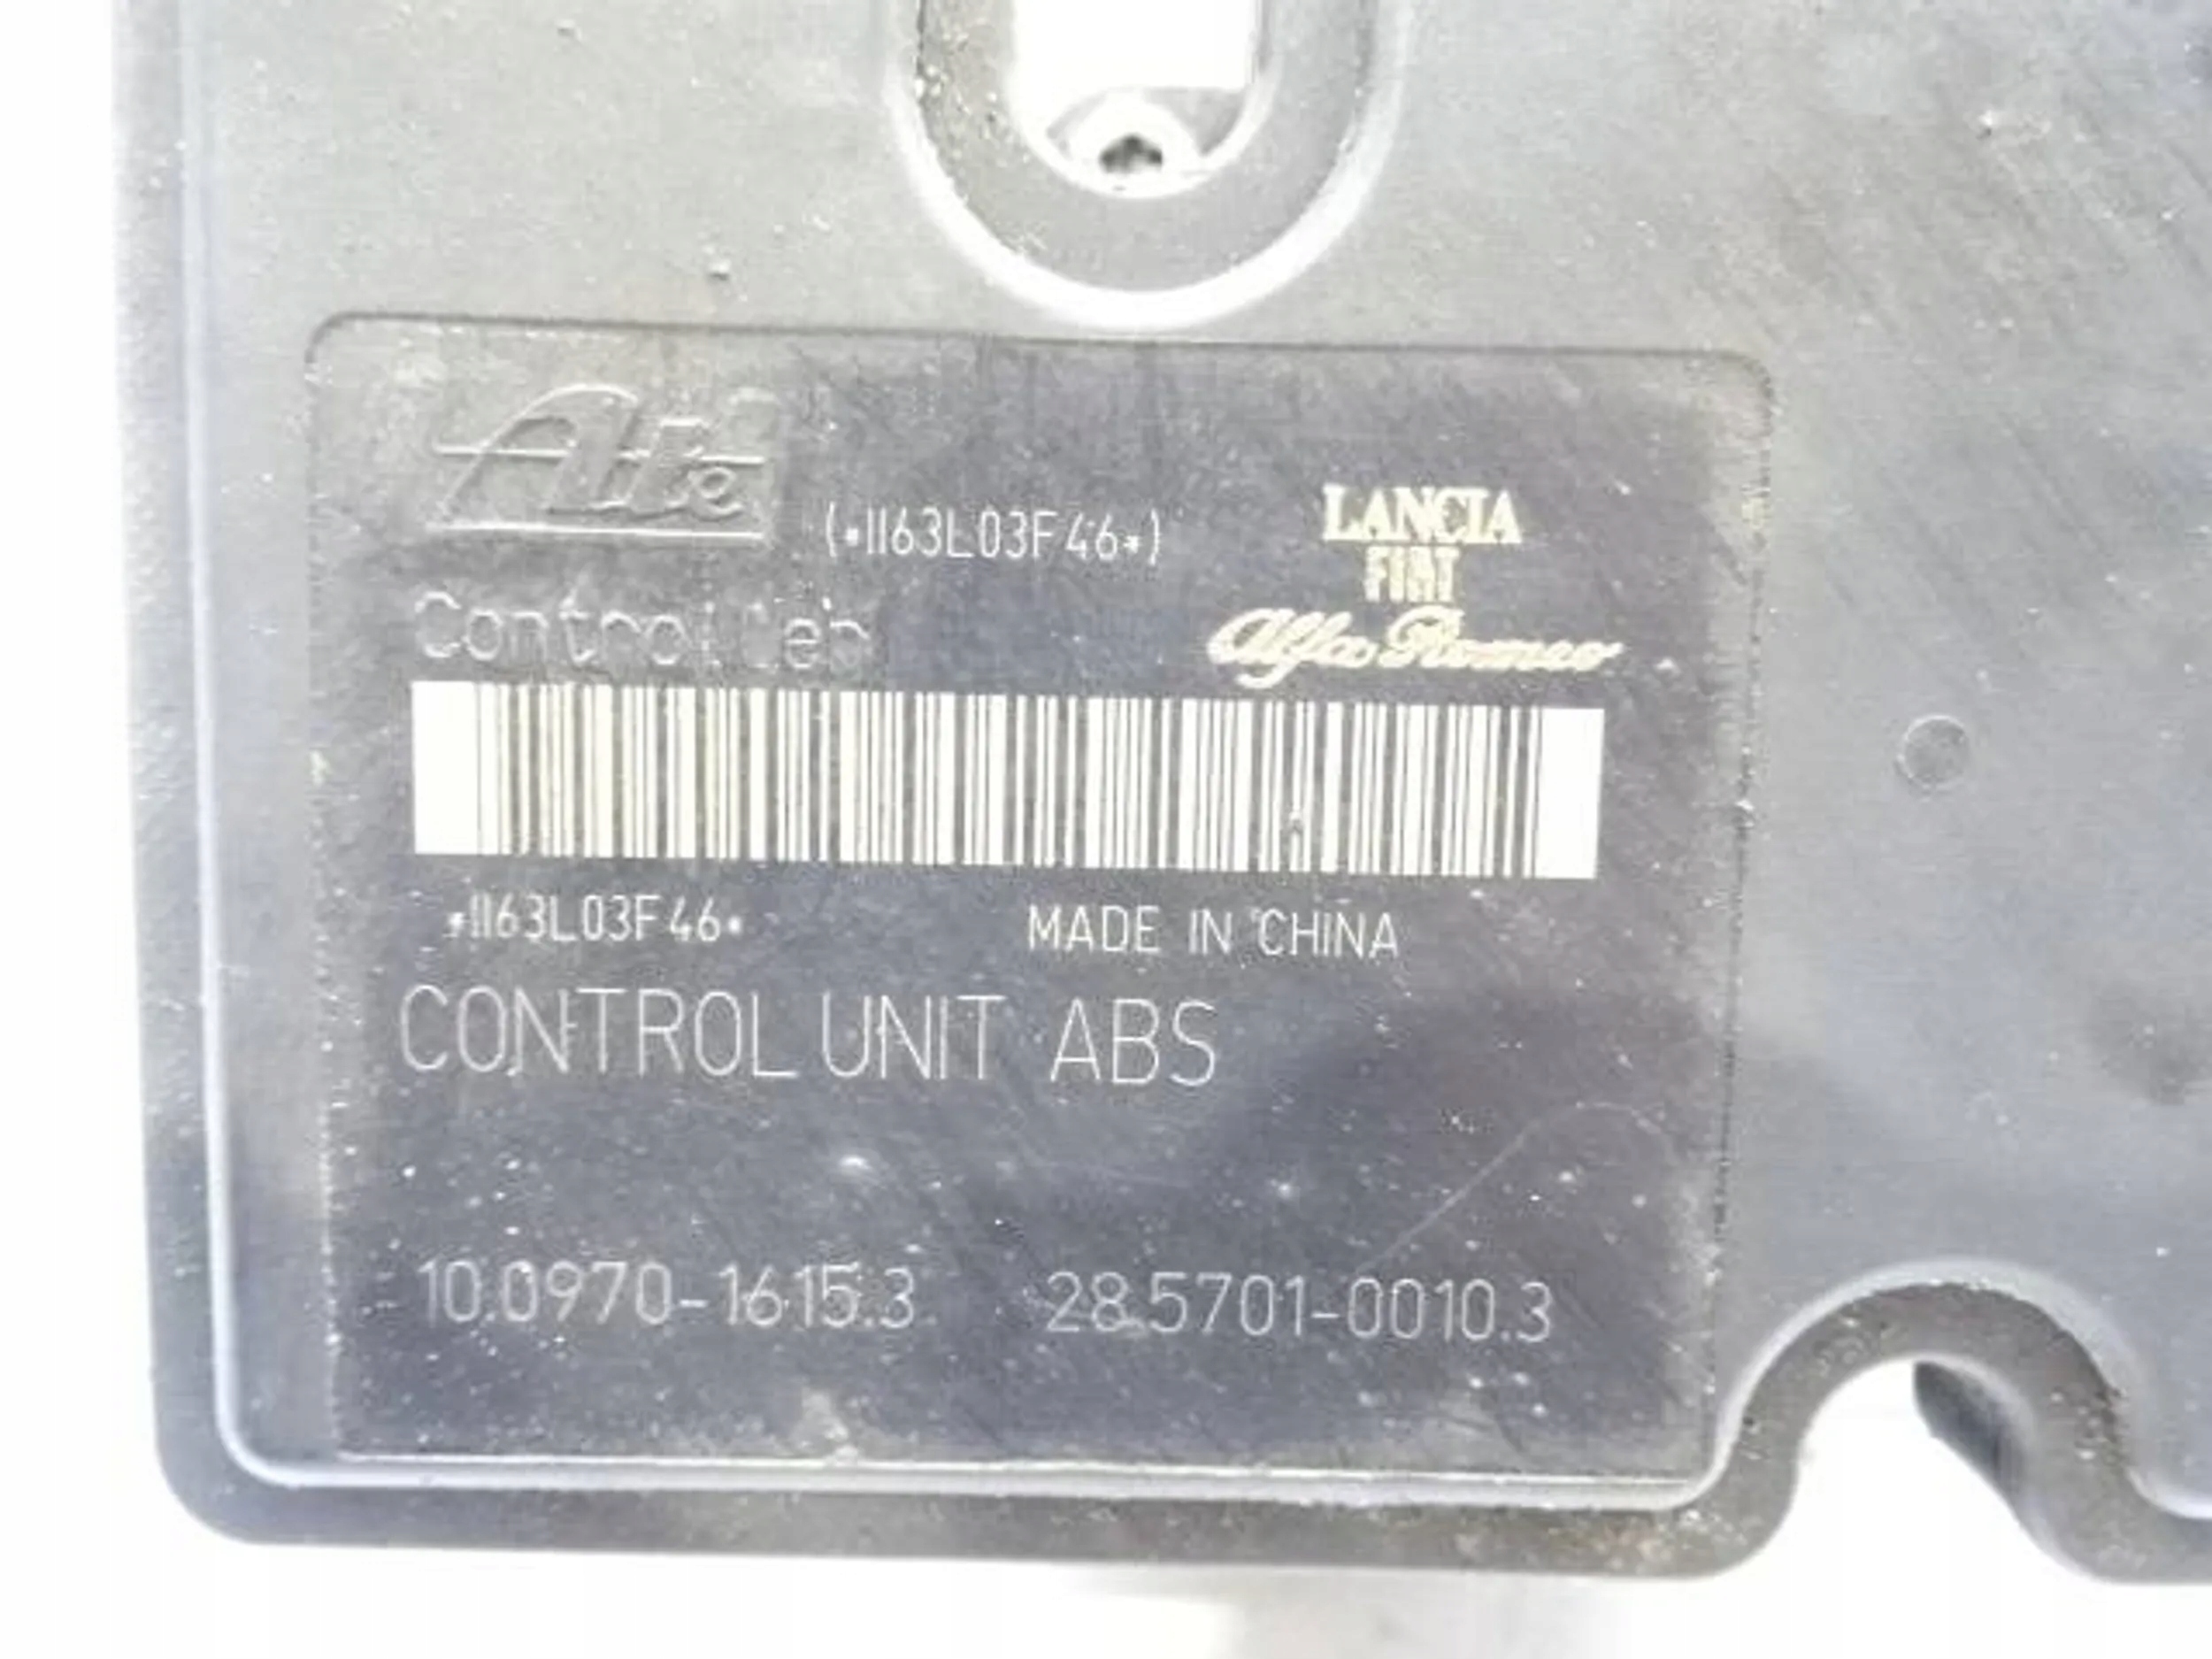 Ate
(*1163L03F46*)
LANCIA
FIAT
Alfa Romeo
*1163L03F46*
MADE IN CHINA
CONTROL UNIT ABS
10.0970-1615.3 28.5701-0010.3